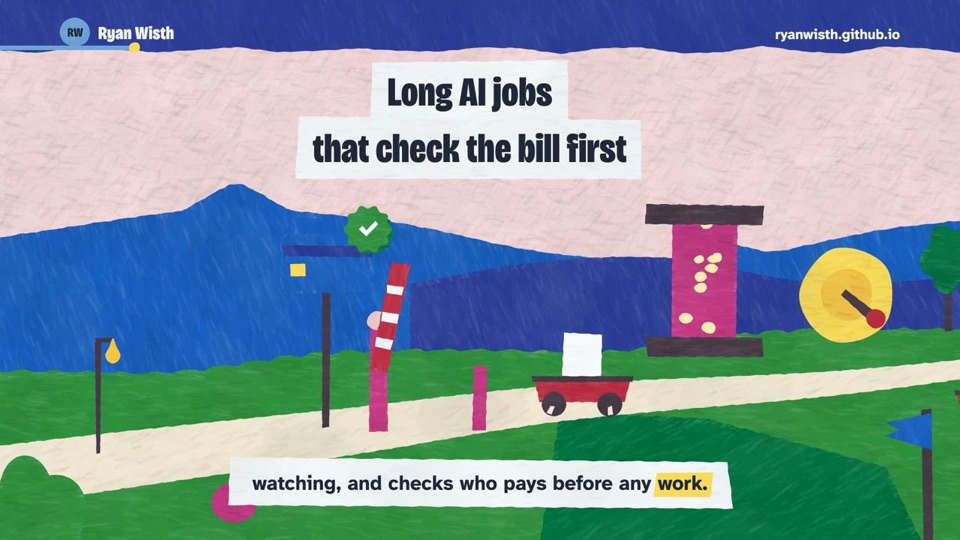 RW
Ryan Wisth
ryanwisth.github.io
Long AI jobs
that check the bill first
watching, and checks who pays before any work.